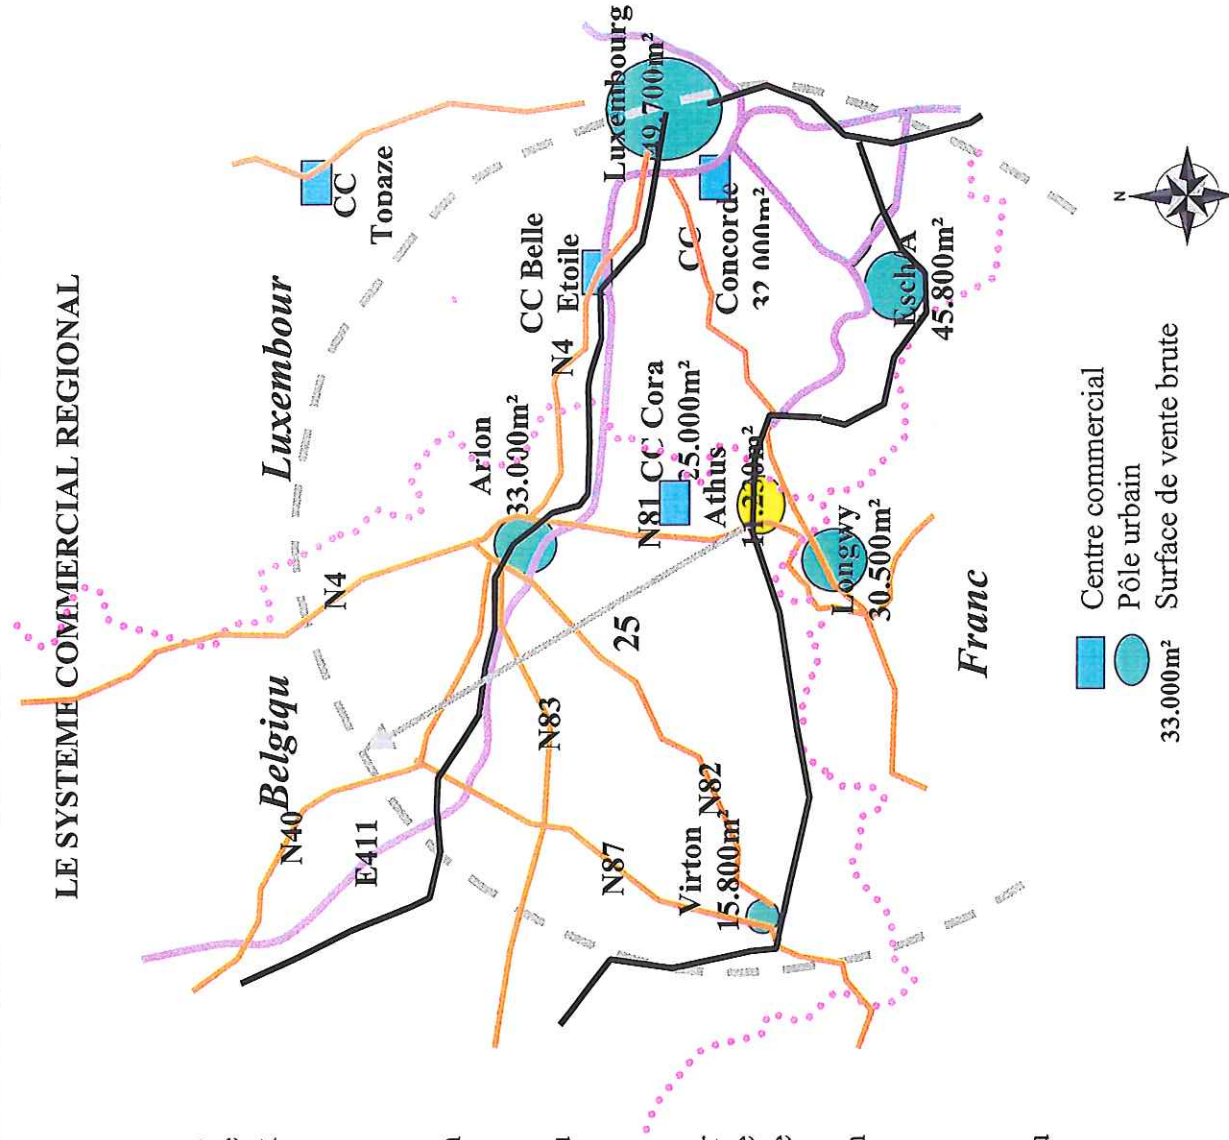 LE SYSTEME COMMERCIAL REGIONAL
Belgiqu
Luxembour
Franc
N4
N40
E411
N83
N87
N82
25
N81
N4
Arlon
33.000m²
CC
Topaze
CC Belle
Etoile
Luxembourg
49.700m²
CC
Concorde
32.000m²
CC Cora
25.000m²
Athus
Virton
15.800m²
Longwy
30.500m²
Esch/A
45.800m²
N
Centre commercial
Pôle urbain
33.000m² Surface de vente brute